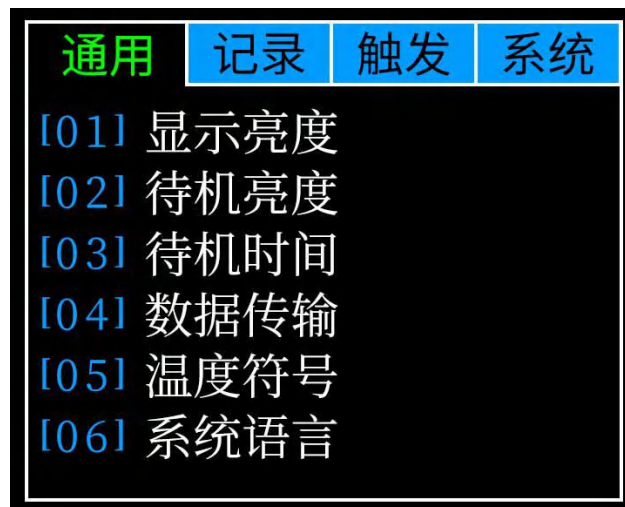 通用 记录 触发 系统
[01] 显示亮度
[02] 待机亮度
[03] 待机时间
[04] 数据传输
[05] 温度符号
[06] 系统语言